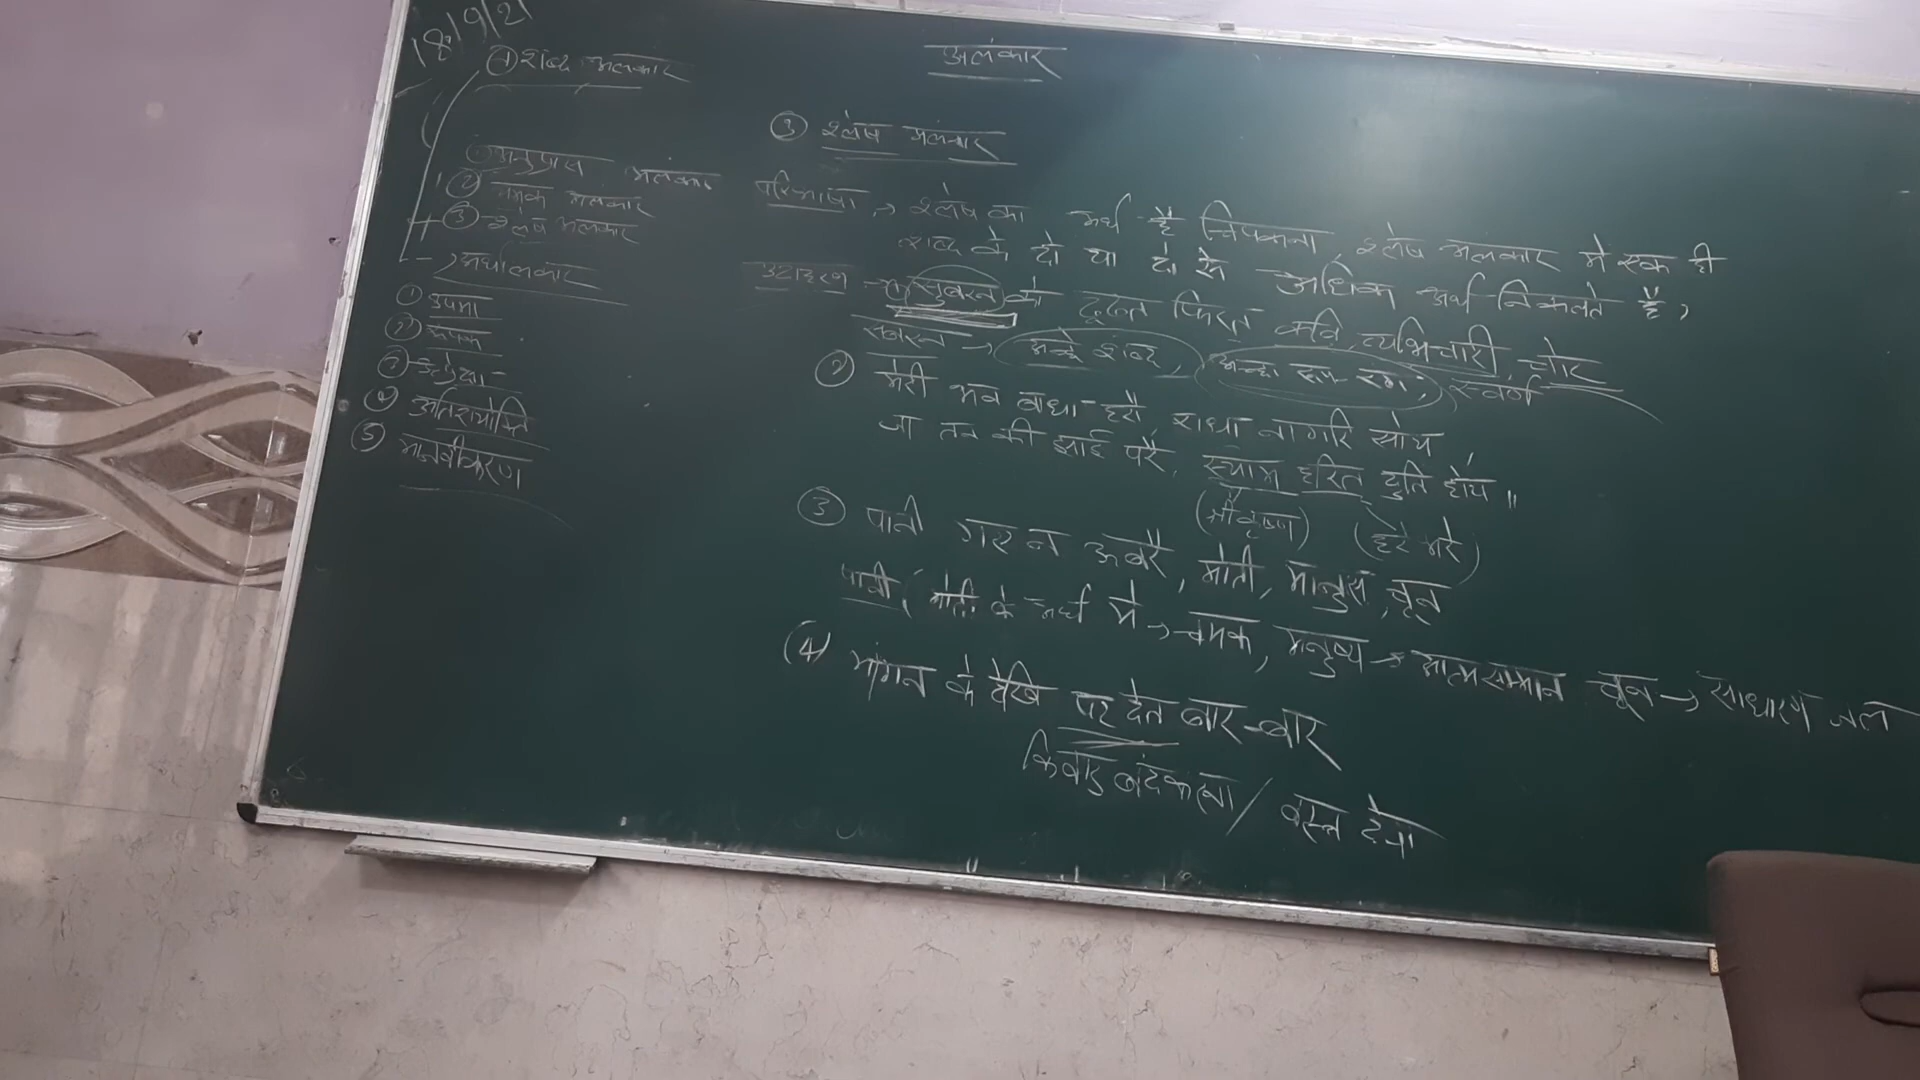 18/9/21
अलंकार
① शब्द अलंकार
① अनुप्रास अलंकार
② यमक अलंकार
③ श्लेष अलंकार
अर्थालंकार
① उपमा
② रूपक
③ उत्प्रेक्षा
④ अतिशयोक्ति
⑤ मानवीकरण
③ श्लेष अलंकार
परिभाषा → श्लेष का अर्थ है चिपकना, श्लेष अलंकार मे एक ही
शब्द के दो या दो से अधिक अर्थ निकलते है,
उदाहरण → ① सुबरन को ढूढत फिरत कवि, व्यभिचारी, चोर
सुबरन → अच्छे शब्द, अच्छा रूप-रंग, स्वर्ण
② मेरी भव बाधा हरौ, राधा नागरि सोय,
जा तन की झाई परै, स्याम हरित दुति होय॥
(श्रीकृष्ण) (हरे भरे)
③ पानी गए न ऊबरै, मोती, मानुस, चून
पानी (मोती के अर्थ मे → चमक, मनुष्य → आत्मसम्मान चून → साधारण जल
(4) मांगन के देखि पट देत बार-बार
किवाड़ बंद करना / वस्त्र देना